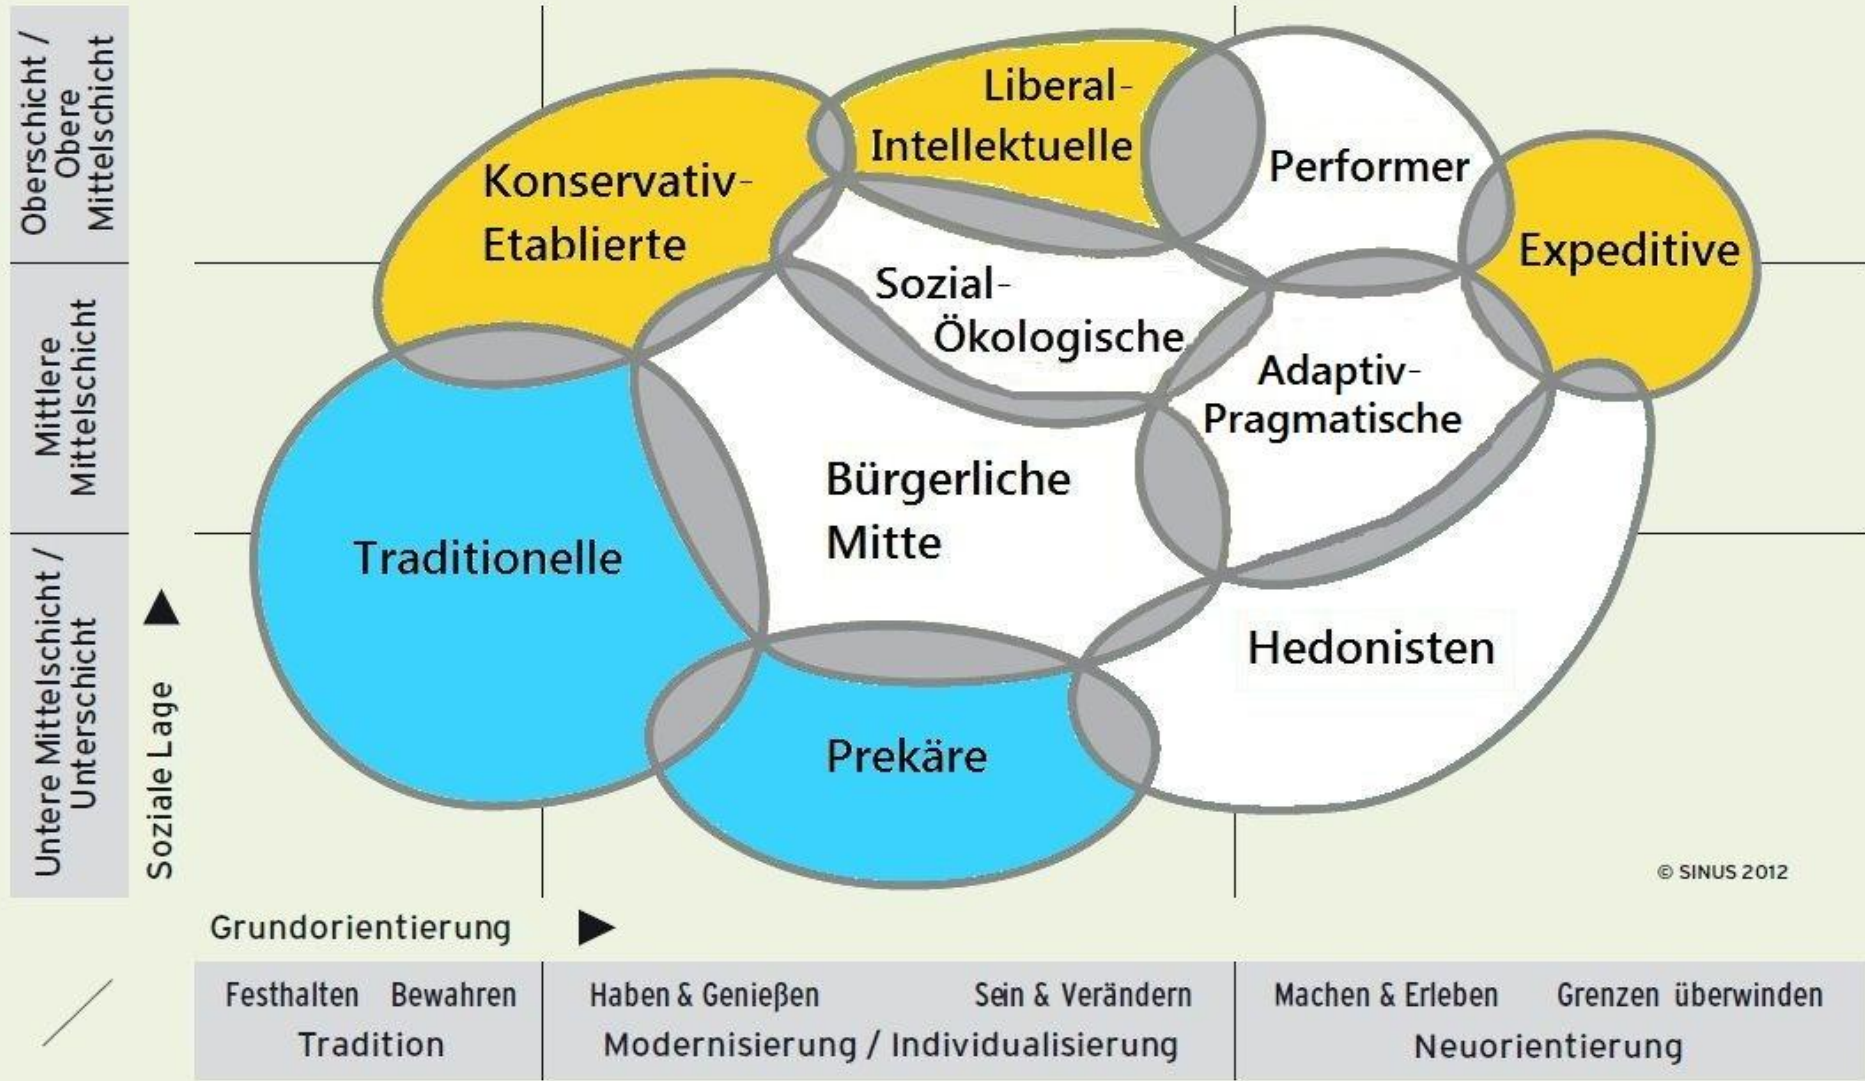 Oberschicht /
Obere
Mittelschicht
Mittlere
Mittelschicht
Untere Mittelschicht /
Unterschicht
Soziale Lage
Konservativ-
Etablierte
Liberal-
Intellektuelle
Performer
Expeditive
Sozial-
Ökologische
Adaptiv-
Pragmatische
Traditionelle
Bürgerliche
Mitte
Hedonisten
Prekäre
© SINUS 2012
Grundorientierung
Festhalten Bewahren
Tradition
Haben & Genießen Sein & Verändern
Modernisierung / Individualisierung
Machen & Erleben Grenzen überwinden
Neuorientierung